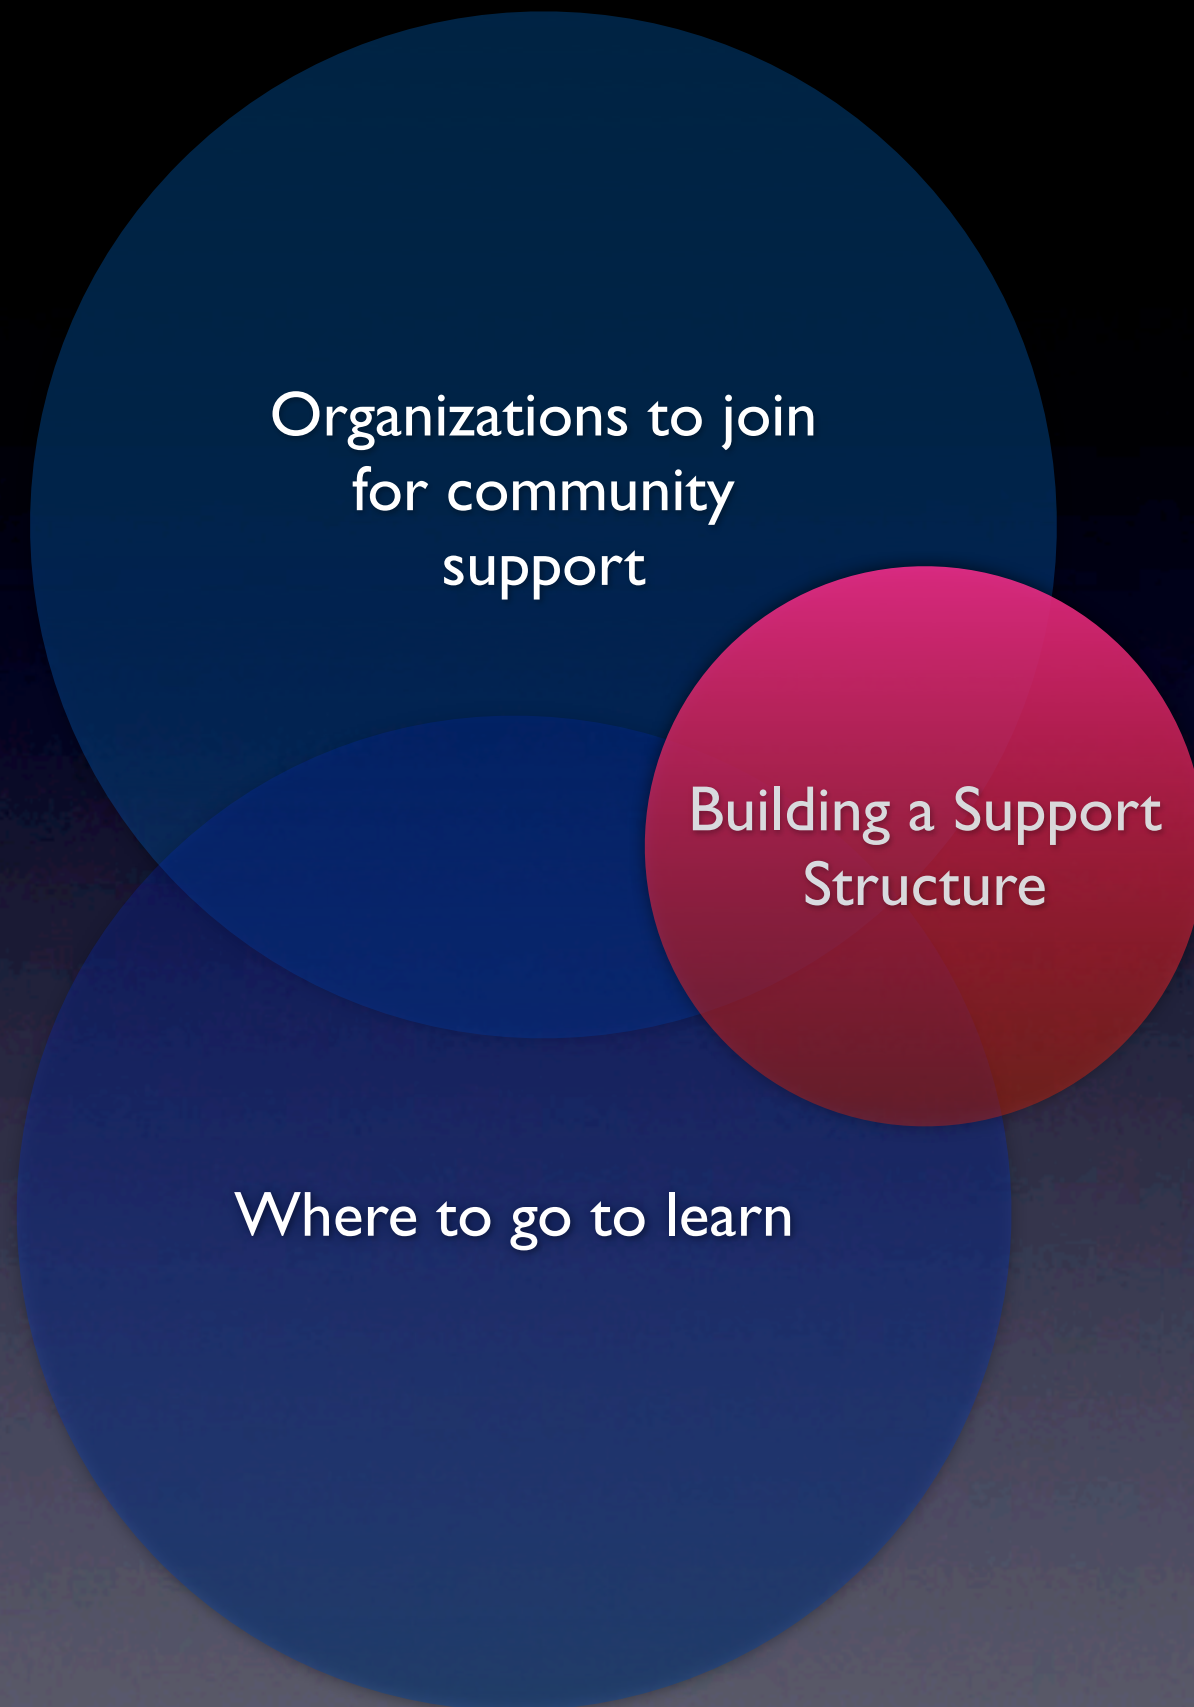 Organizations to join
for community
support
Building a Support
Structure
Where to go to learn